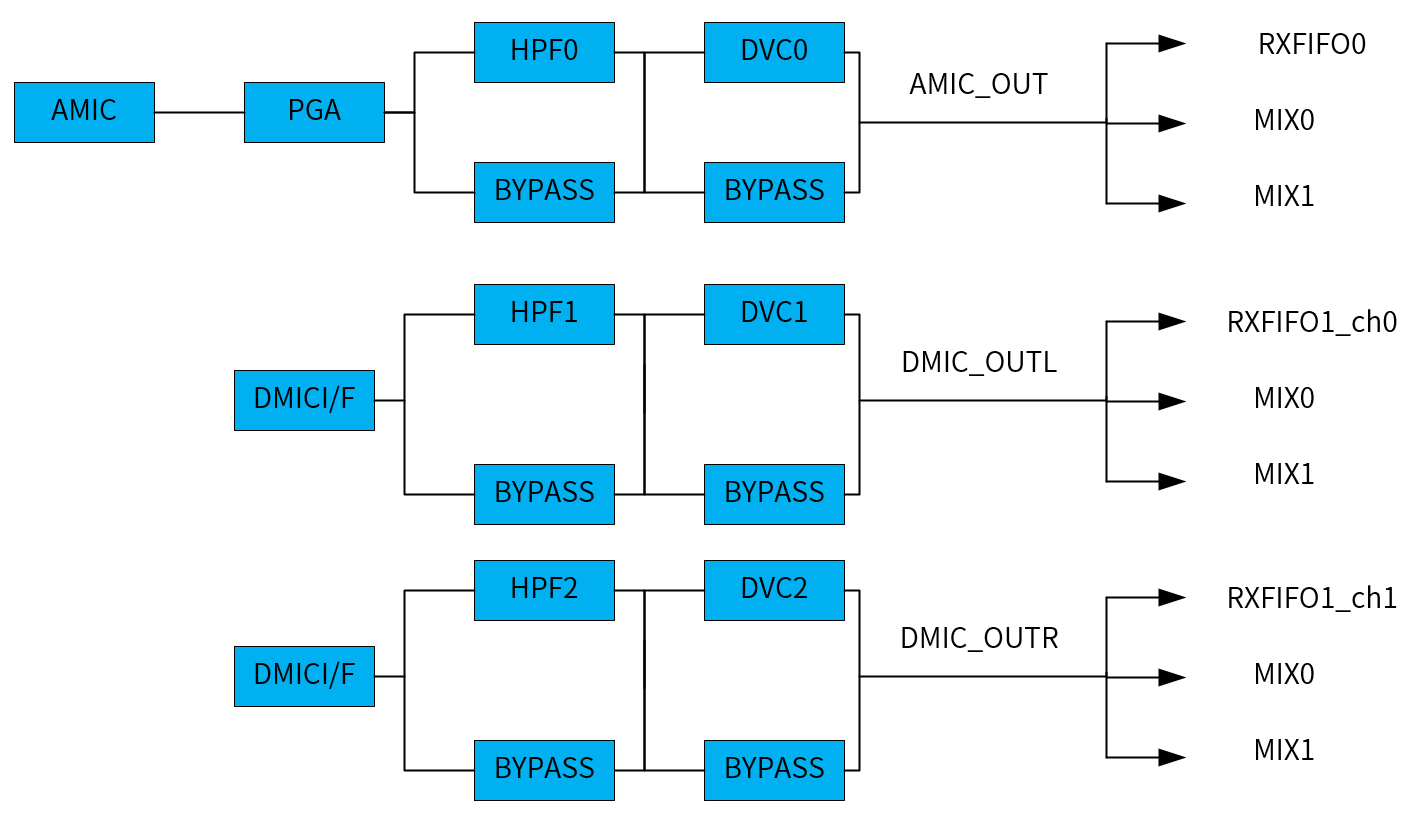 HPF0
DVC0
RXFIFO0
AMIC
PGA
AMIC_OUT
MIX0
BYPASS
BYPASS
MIX1
HPF1
DVC1
RXFIFO1_ch0
DMICI/F
DMIC_OUTL
MIX0
BYPASS
BYPASS
MIX1
HPF2
DVC2
RXFIFO1_ch1
DMICI/F
DMIC_OUTR
MIX0
BYPASS
BYPASS
MIX1